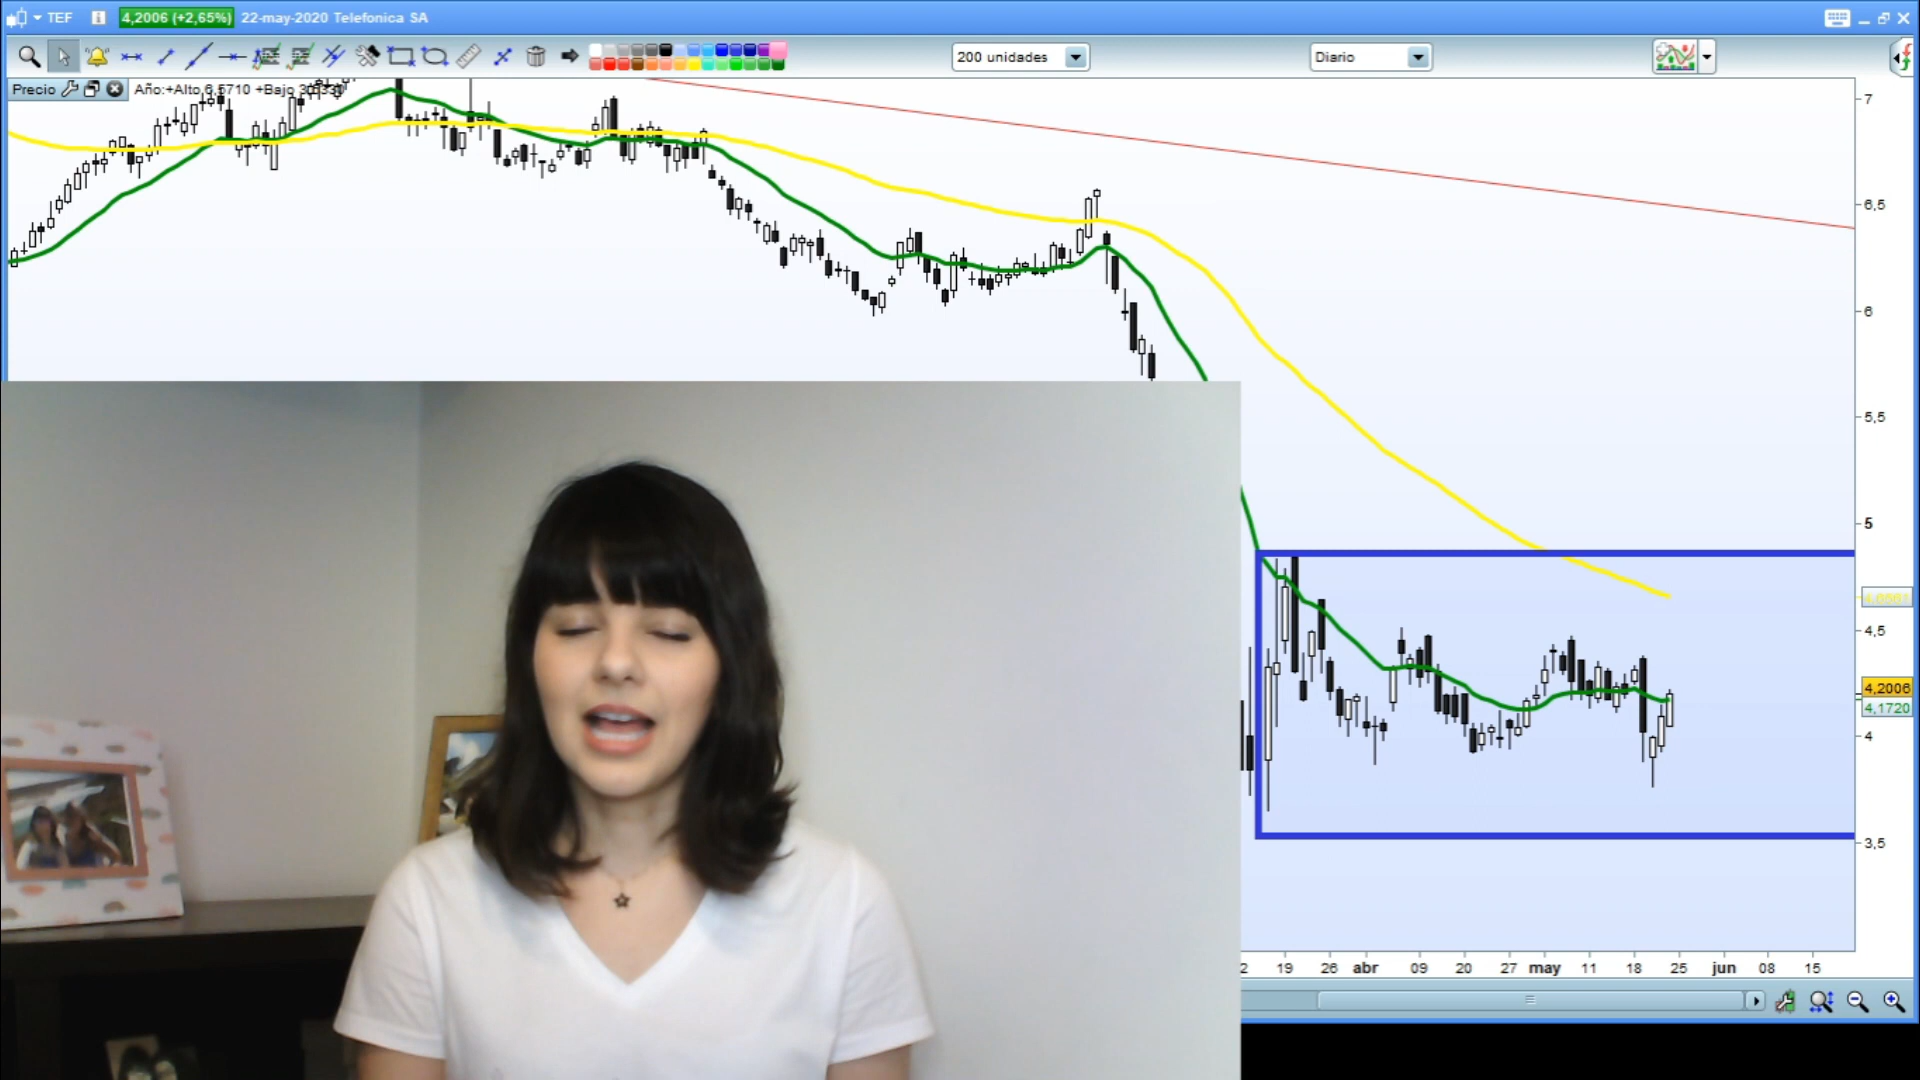 TEF 4,2006 (+2,65%) 22-may-2020 Telefonica SA
200 unidades
Diario
Precio
Año:+Alto 6,5710 +Bajo
7
6,5
6
5,5
5
4,5
4,2006
4,1720
4
3,5
2 19 26 abr 09 20 27 may 11 18 25 jun 08 15